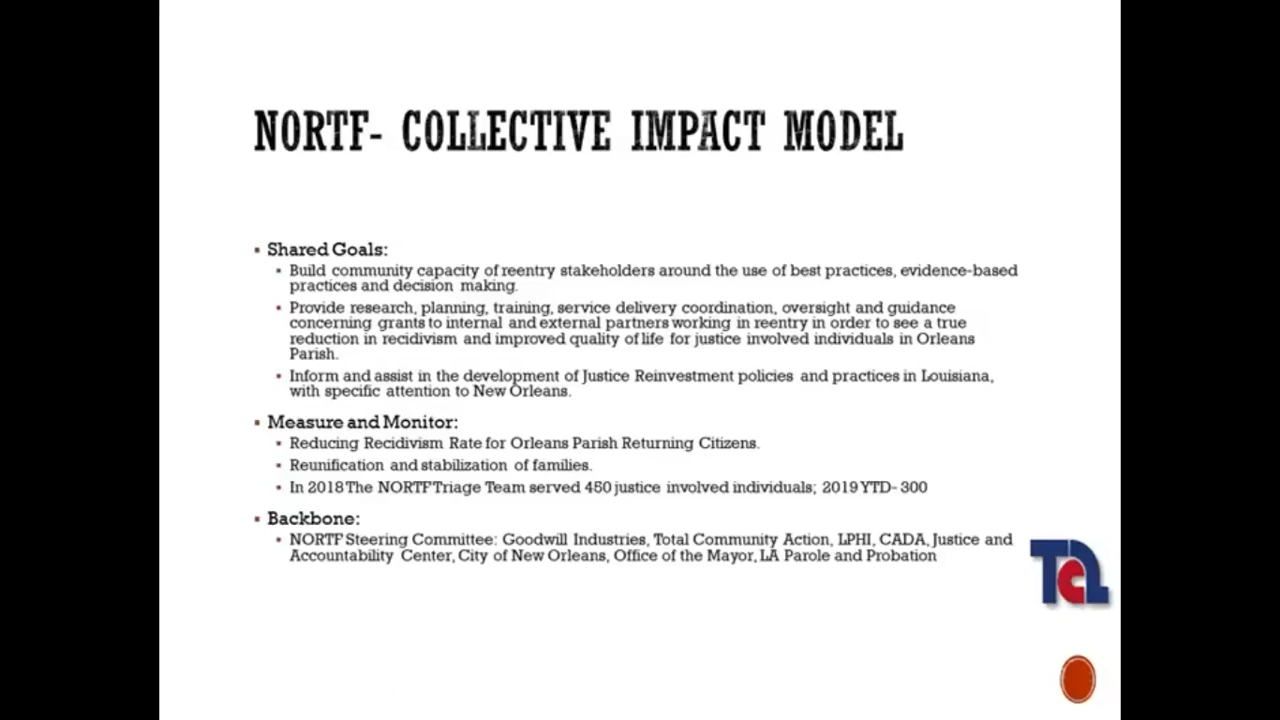 NORTF- COLLECTIVE IMPACT MODEL
▪ Shared Goals:
▪ Build community capacity of reentry stakeholders around the use of best practices, evidence-based
practices and decision making.
▪ Provide research, planning, training, service delivery coordination, oversight and guidance
concerning grants to internal and external partners working in reentry in order to see a true
reduction in recidivism and improved quality of life for justice involved individuals in Orleans
Parish.
▪ Inform and assist in the development of Justice Reinvestment policies and practices in Louisiana,
with specific attention to New Orleans.
▪ Measure and Monitor:
▪ Reducing Recidivism Rate for Orleans Parish Returning Citizens.
▪ Reunification and stabilization of families.
▪ In 2018 The NORTF Triage Team served 450 justice involved individuals; 2019 YTD- 300
▪ Backbone:
▪ NORTF Steering Committee: Goodwill Industries, Total Community Action, LPHI, CADA, Justice and
Accountability Center, City of New Orleans, Office of the Mayor, LA Parole and Probation
TCA